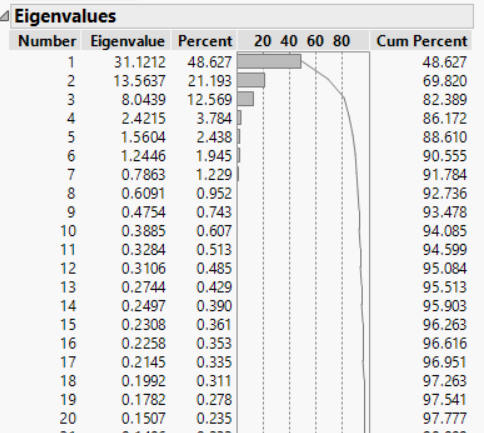 Eigenvalues
Number Eigenvalue Percent 20 40 60 80 Cum Percent
1 31.1212 48.627 48.627
2 13.5637 21.193 69.820
3 8.0439 12.569 82.389
4 2.4215 3.784 86.172
5 1.5604 2.438 88.610
6 1.2446 1.945 90.555
7 0.7863 1.229 91.784
8 0.6091 0.952 92.736
9 0.4754 0.743 93.478
10 0.3885 0.607 94.085
11 0.3284 0.513 94.599
12 0.3106 0.485 95.084
13 0.2744 0.429 95.513
14 0.2497 0.390 95.903
15 0.2308 0.361 96.263
16 0.2258 0.353 96.616
17 0.2145 0.335 96.951
18 0.1992 0.311 97.263
19 0.1782 0.278 97.541
20 0.1507 0.235 97.777